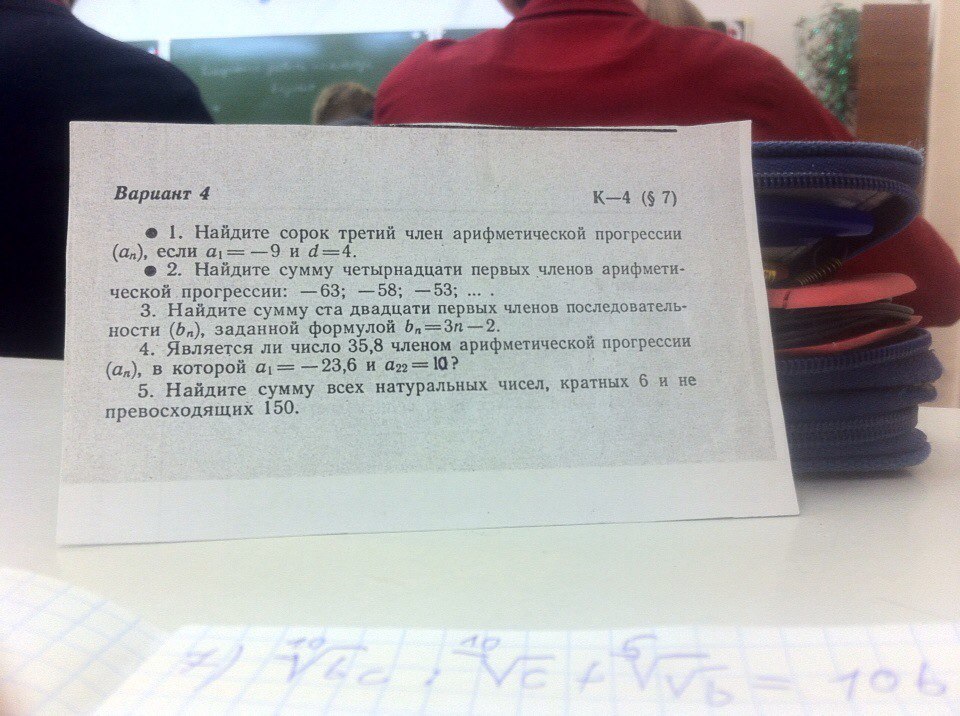 Вариант 4
К—4 (§ 7)
● 1. Найдите сорок третий член арифметической прогрессии
(aₙ), если a₁=—9 и d=4.
● 2. Найдите сумму четырнадцати первых членов арифмети-
ческой прогрессии: —63; —58; —53; ... .
3. Найдите сумму ста двадцати первых членов последователь-
ности (bₙ), заданной формулой bₙ=3n—2.
4. Является ли число 35,8 членом арифметической прогрессии
(aₙ), в которой a₁=—23,6 и a₂₂=10?
5. Найдите сумму всех натуральных чисел, кратных 6 и не
превосходящих 150.